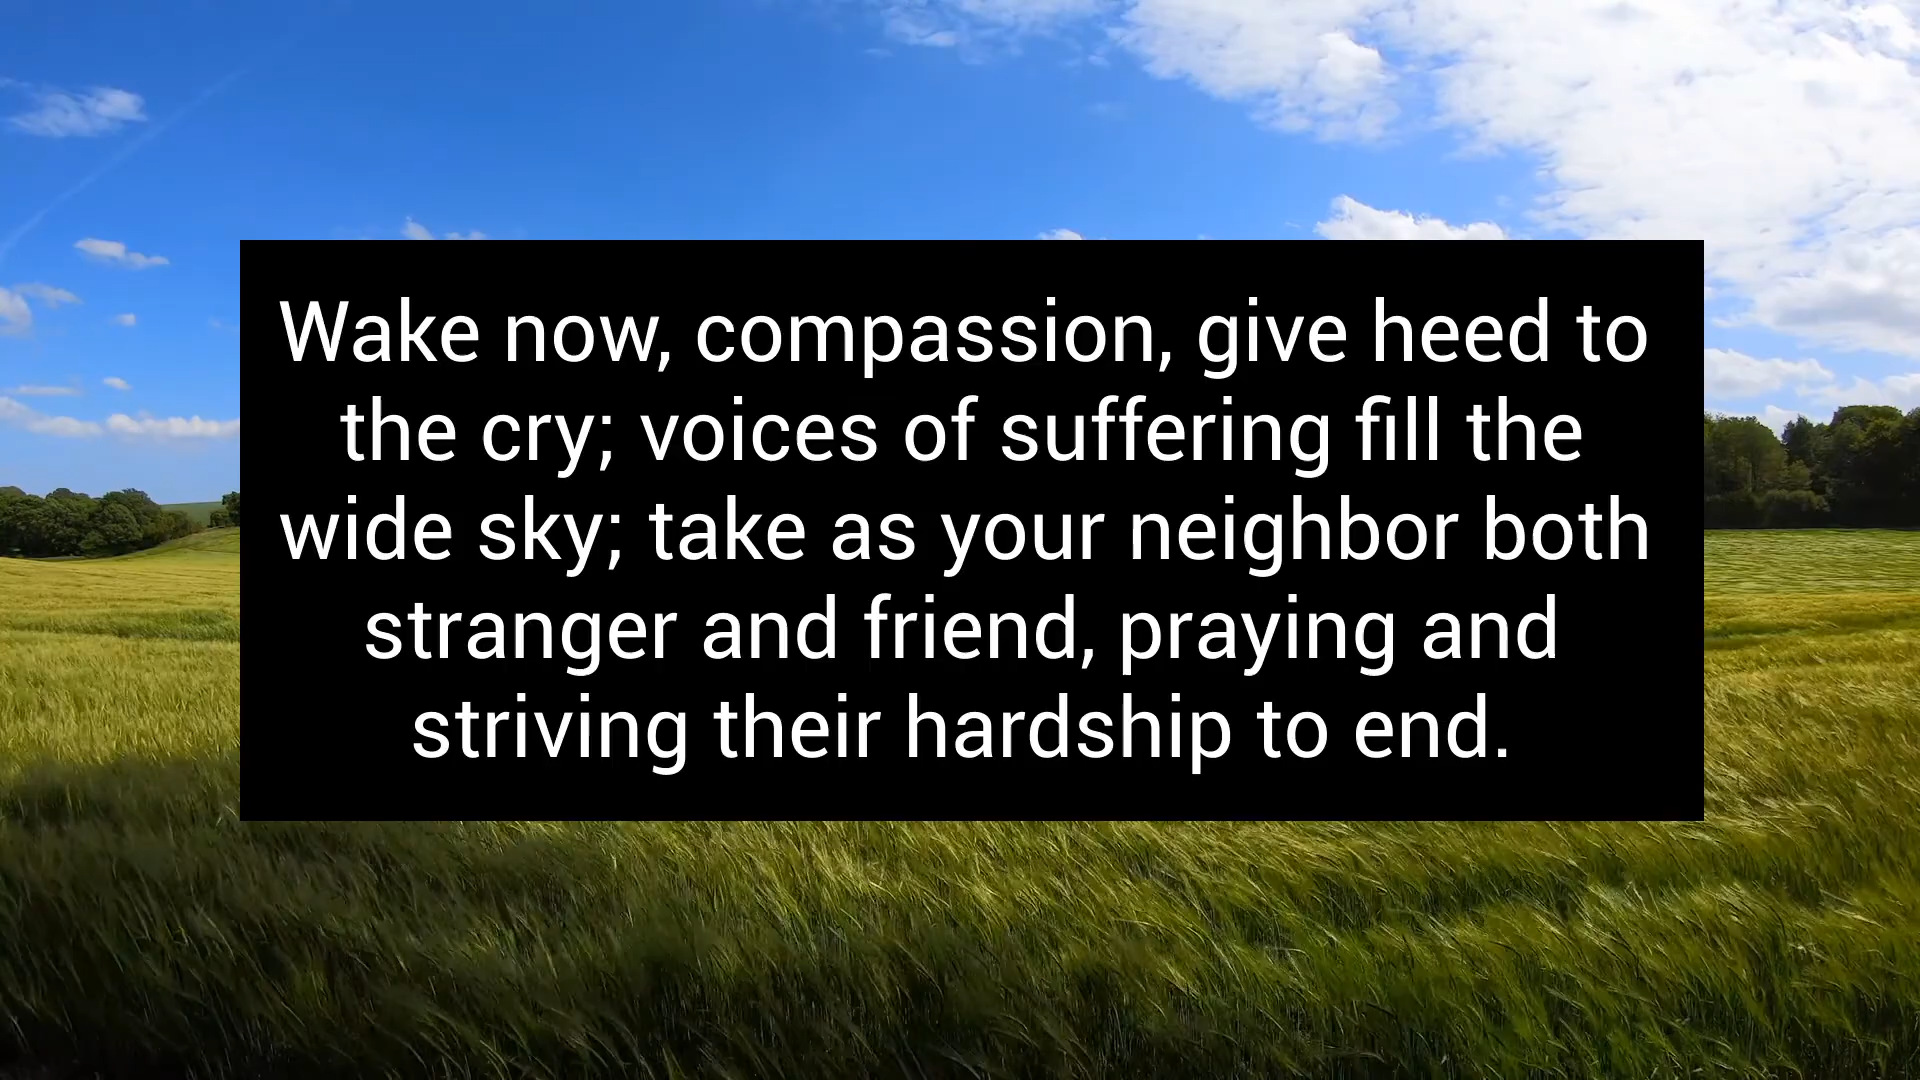 Wake now, compassion, give heed to
the cry; voices of suffering fill the
wide sky; take as your neighbor both
stranger and friend, praying and
striving their hardship to end.